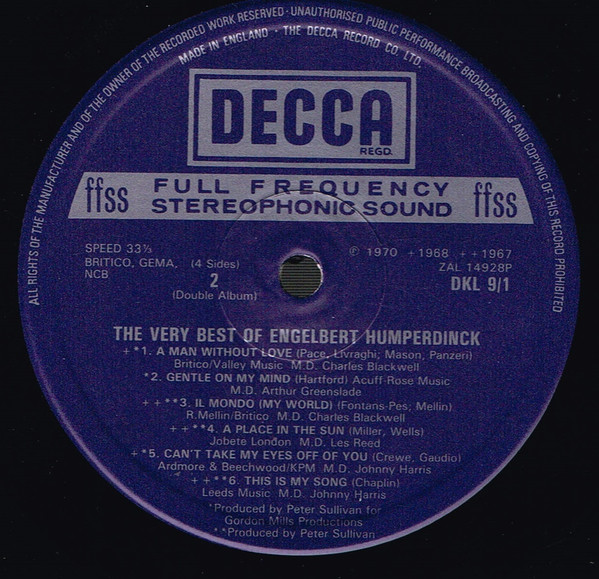 ALL RIGHTS OF THE MANUFACTURER AND OF THE OWNER OF THE RECORDED WORK RESERVED · UNAUTHORISED PUBLIC PERFORMANCE BROADCASTING AND COPYING OF THIS RECORD PROHIBITED
MADE IN ENGLAND · THE DECCA RECORD CO LTD.
DECCA
REGD.
ffss FULL FREQUENCY STEREOPHONIC SOUND ffss
SPEED 33⅓
BRITICO, GEMA, (4 Sides)
NCB
2
(Double Album)
℗ 1970 +1968 ++1967
ZAL 14928P
DKL 9/1
THE VERY BEST OF ENGELBERT HUMPERDINCK
+*1. A MAN WITHOUT LOVE (Pace, Livraghi; Mason, Panzeri)
Britico/Valley Music M.D. Charles Blackwell
*2. GENTLE ON MY MIND (Hartford) Acuff-Rose Music
M.D. Arthur Greenslade
++**3. IL MONDO (MY WORLD) (Fontans-Pes; Mellin)
R.Mellin/Britico M.D. Charles Blackwell
++**4. A PLACE IN THE SUN (Miller, Wells)
Jobete London M.D. Les Reed
+*5. CAN'T TAKE MY EYES OFF OF YOU (Crewe, Gaudio)
Ardmore & Beechwood/KPM M.D. Johnny Harris
++**6. THIS IS MY SONG (Chaplin)
Leeds Music M.D. Johnny Harris
*Produced by Peter Sullivan for
Gordon Mills Productions
**Produced by Peter Sullivan